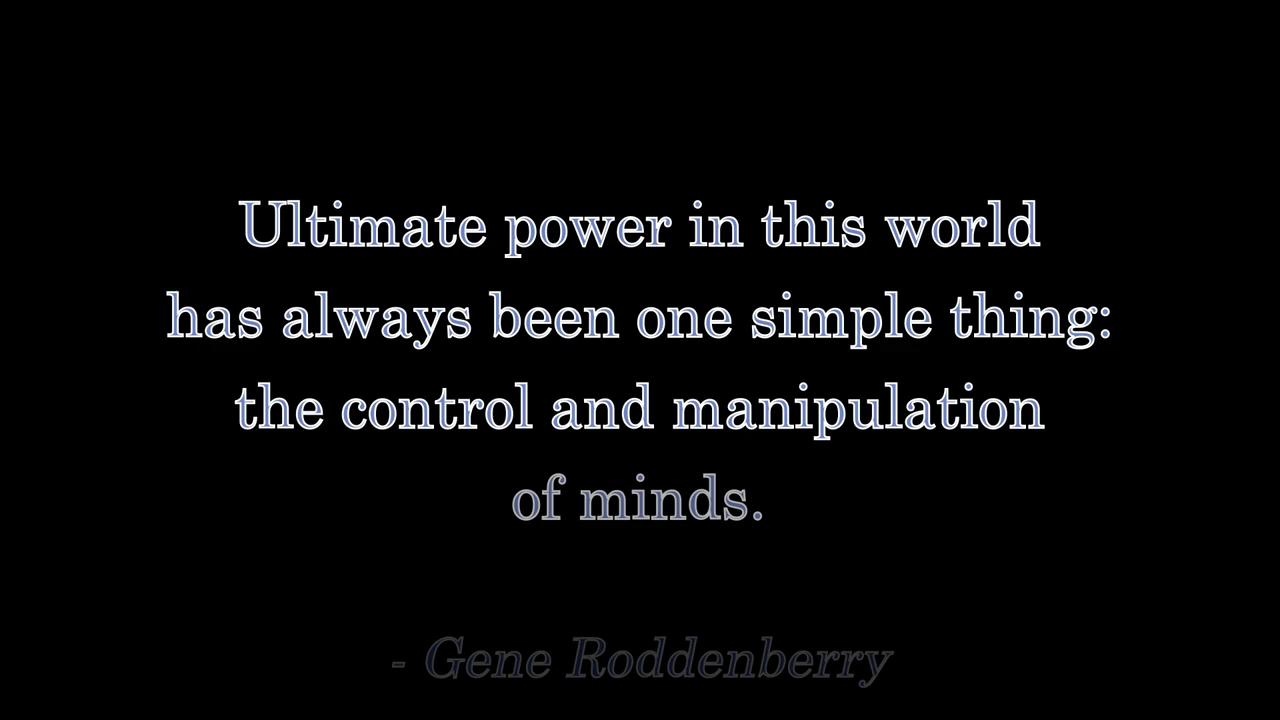 Ultimate power in this world
has always been one simple thing:
the control and manipulation
of minds.
- Gene Roddenberry